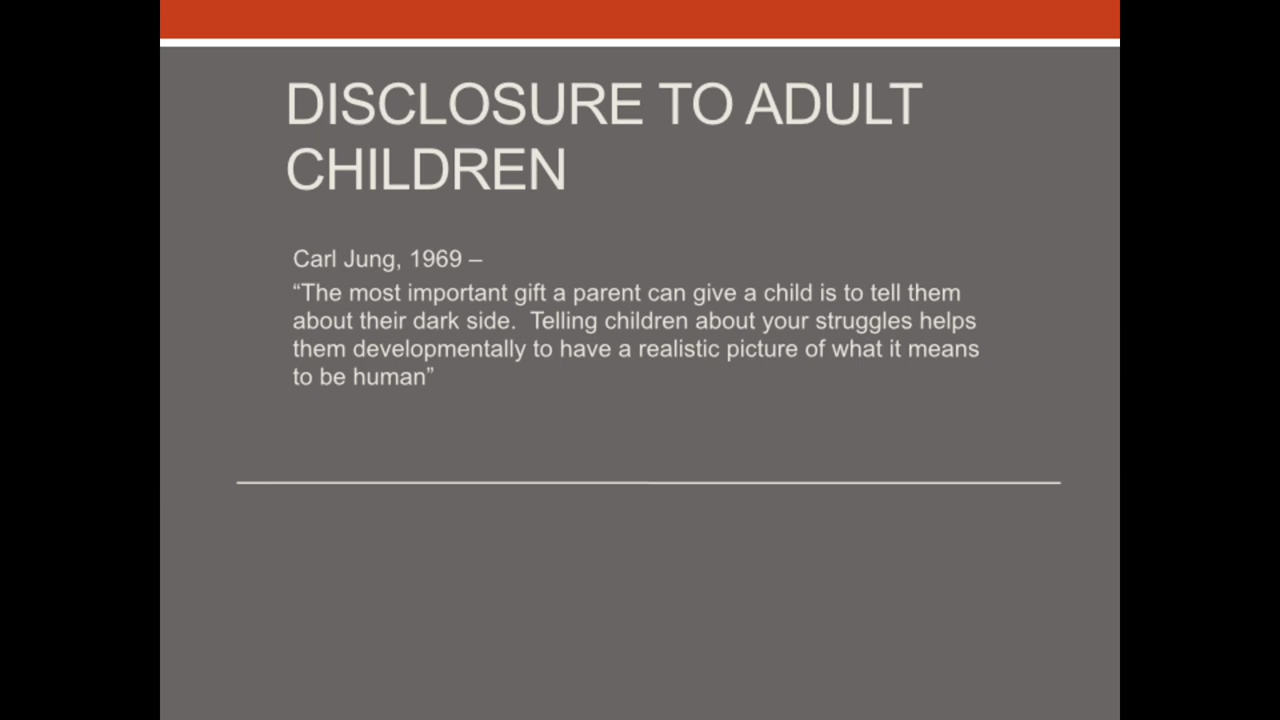 DISCLOSURE TO ADULT
CHILDREN
Carl Jung, 1969 –
“The most important gift a parent can give a child is to tell them
about their dark side.  Telling children about your struggles helps
them developmentally to have a realistic picture of what it means
to be human”